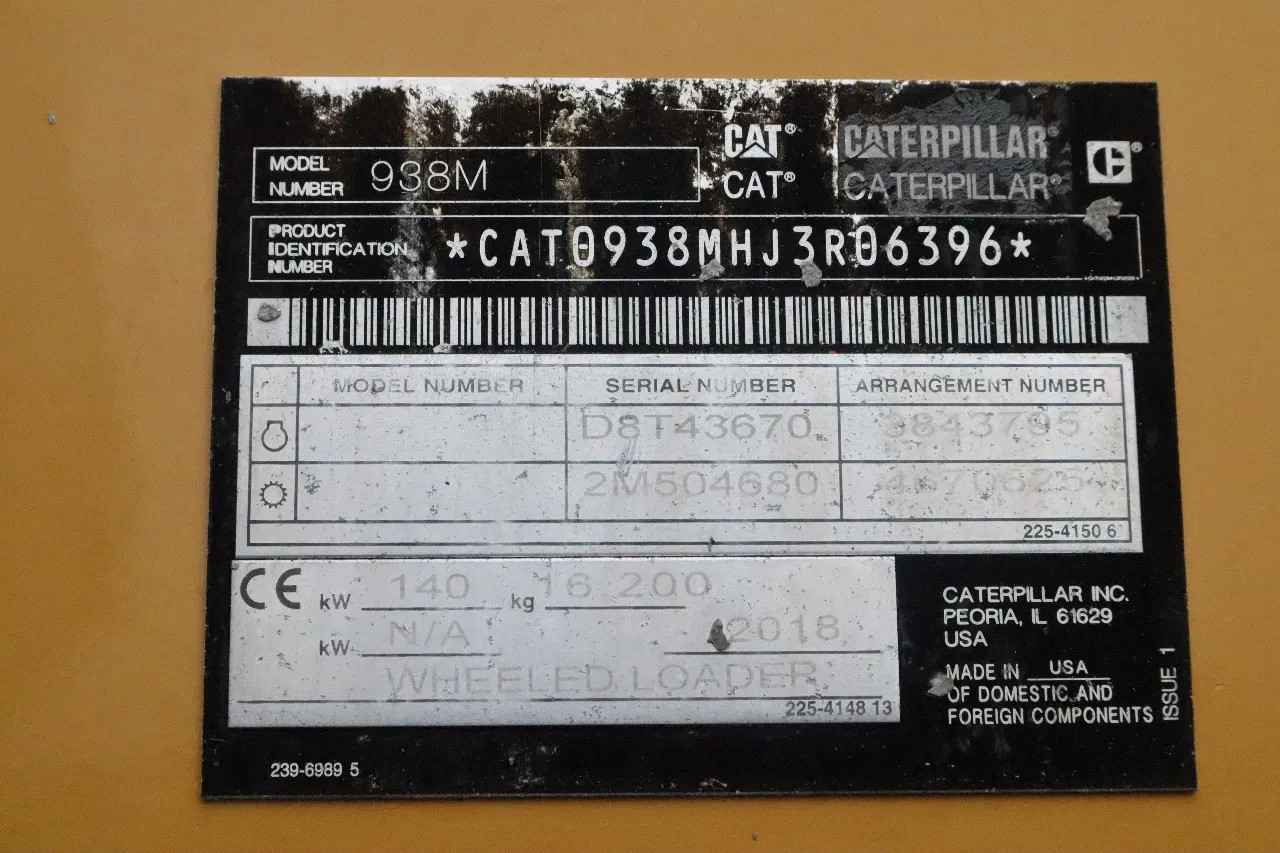 MODEL NUMBER 938M
CAT® CATERPILLAR®
CAT® CATERPILLAR®
PRODUCT IDENTIFICATION NUMBER *CAT0938MHJ3R06396*
MODEL NUMBER SERIAL NUMBER ARRANGEMENT NUMBER
D8T43670 3843795
2M504680
225-4150 6
CE kW 140 kg 16 200
kW N/A 2018
WHEELED LOADER
225-4148 13
CATERPILLAR INC.
PEORIA, IL 61629
USA
MADE IN USA
OF DOMESTIC AND
FOREIGN COMPONENTS
ISSUE 1
239-6989 5